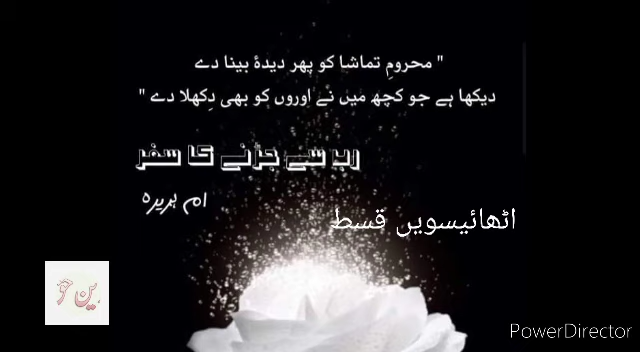 " محرومِ تماشا کو پھر دیدۂ بینا دے
دیکھا ہے جو کچھ میں نے اوروں کو بھی دِکھلا دے "
رب سے جڑنے کا سفر
ام ہریرہ
اٹھائیسویں قسط
PowerDirector